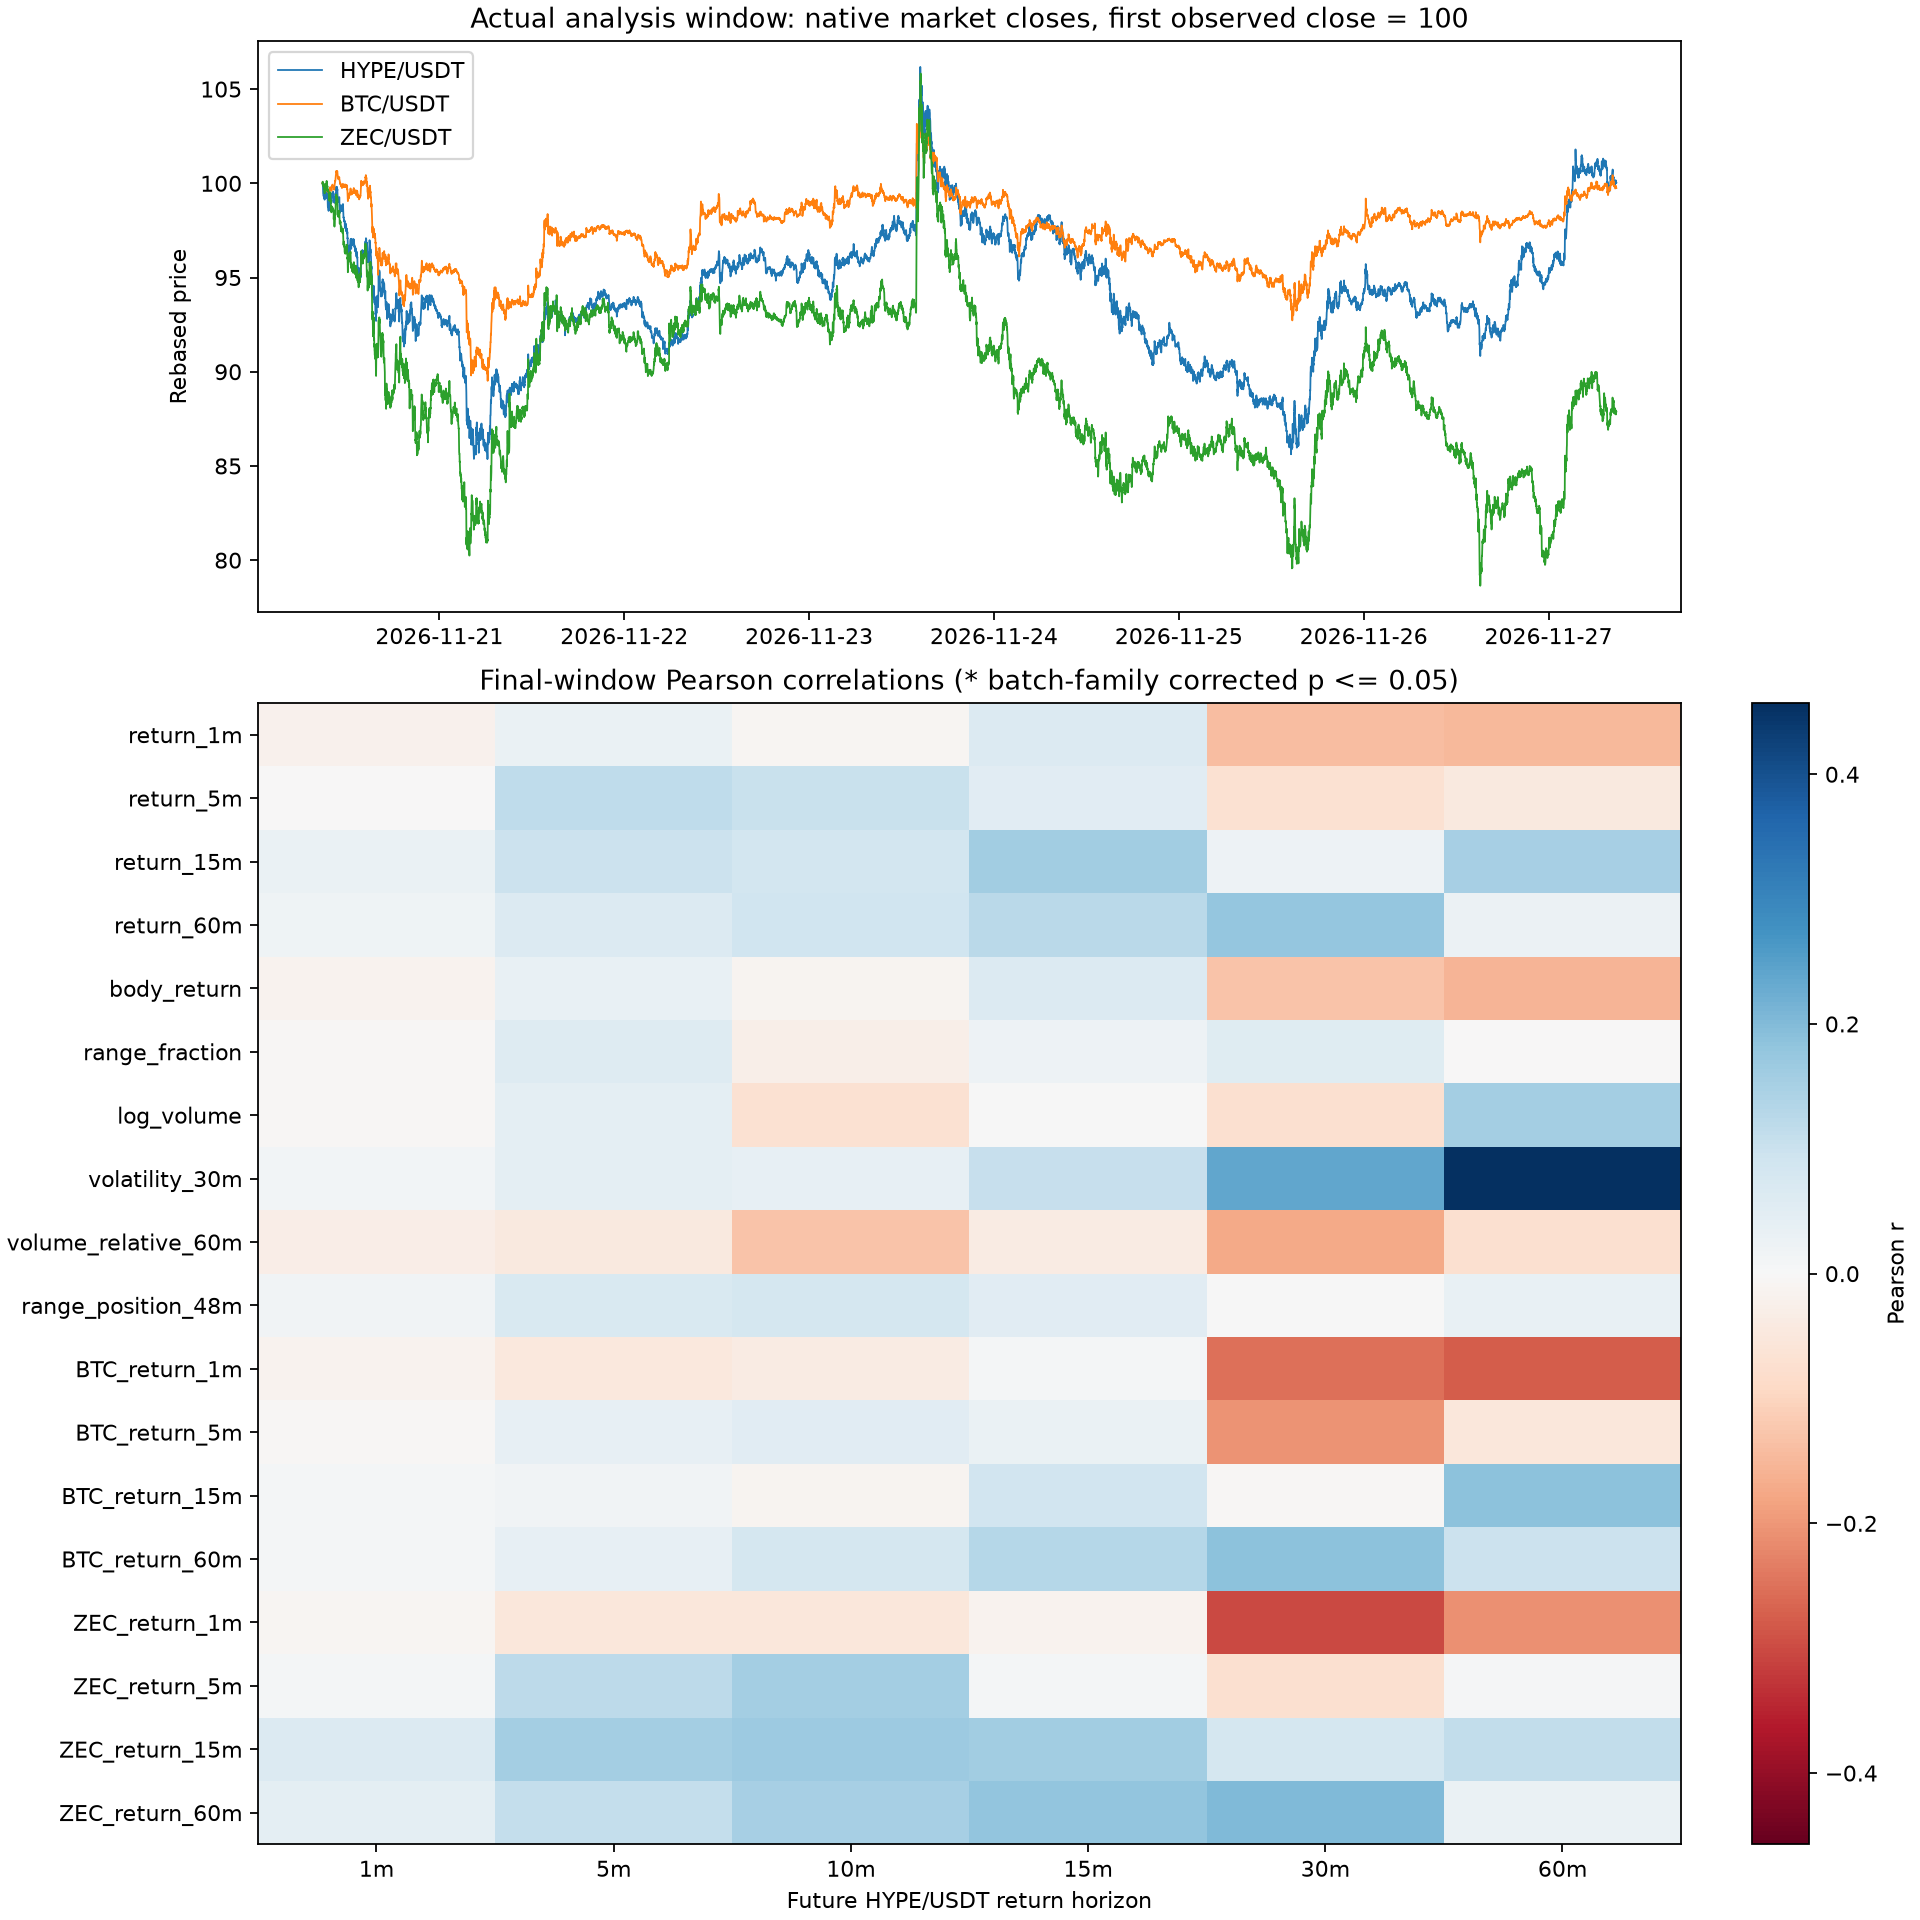 Actual analysis window: native market closes, first observed close = 100
HYPE/USDT
BTC/USDT
ZEC/USDT
Rebased price
105
100
95
90
85
80
2026-11-21
2026-11-22
2026-11-23
2026-11-24
2026-11-25
2026-11-26
2026-11-27
Final-window Pearson correlations (* batch-family corrected p <= 0.05)
return_1m
return_5m
return_15m
return_60m
body_return
range_fraction
log_volume
volatility_30m
volume_relative_60m
range_position_48m
BTC_return_1m
BTC_return_5m
BTC_return_15m
BTC_return_60m
ZEC_return_1m
ZEC_return_5m
ZEC_return_15m
ZEC_return_60m
1m
5m
10m
15m
30m
60m
Future HYPE/USDT return horizon
0.4
0.2
0.0
−0.2
−0.4
Pearson r